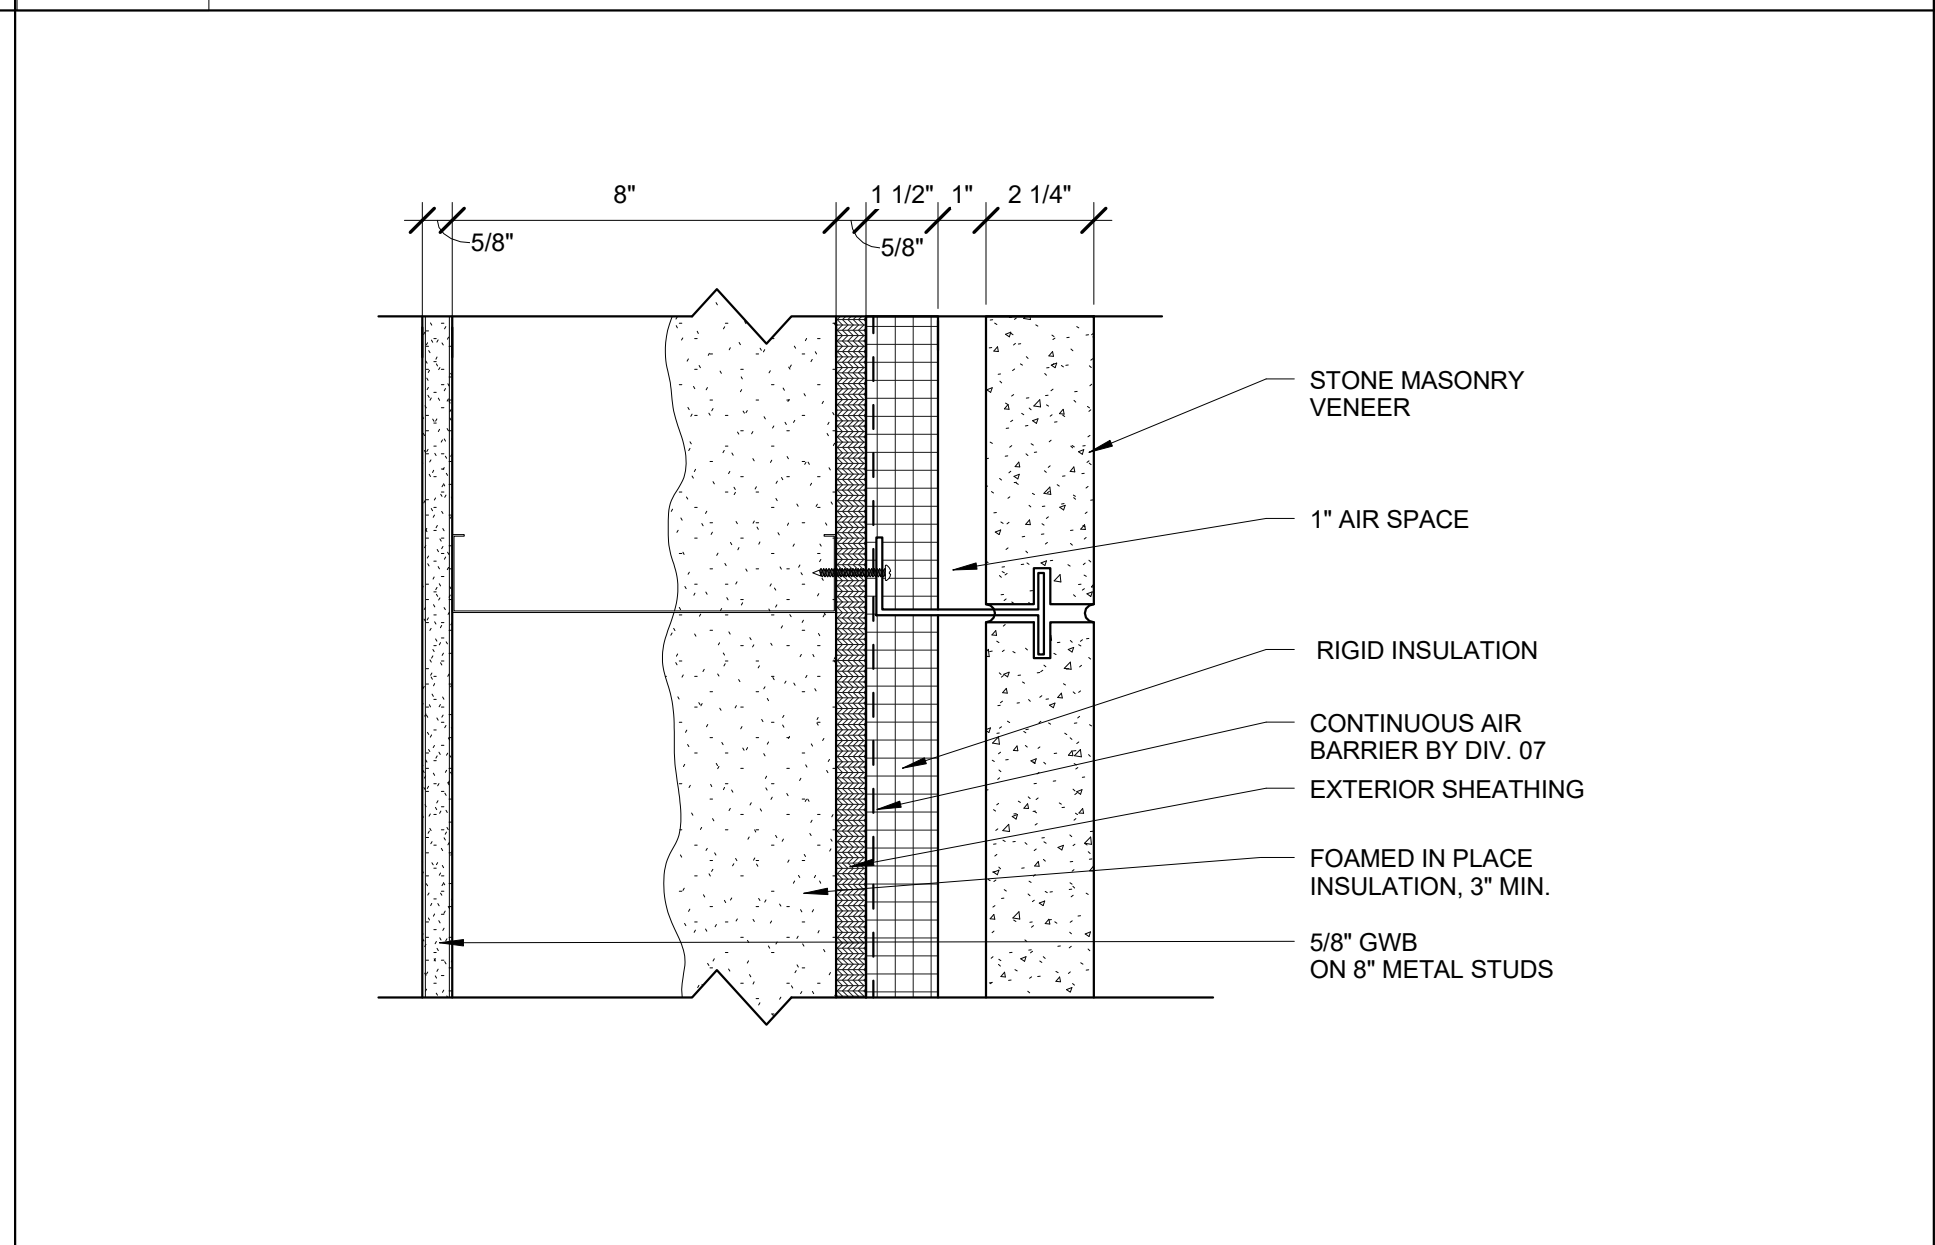 8"
1 1/2"
1"
2 1/4"
5/8"
5/8"
STONE MASONRY
VENEER
1" AIR SPACE
RIGID INSULATION
CONTINUOUS AIR
BARRIER BY DIV. 07
EXTERIOR SHEATHING
FOAMED IN PLACE
INSULATION, 3" MIN.
5/8" GWB
ON 8" METAL STUDS